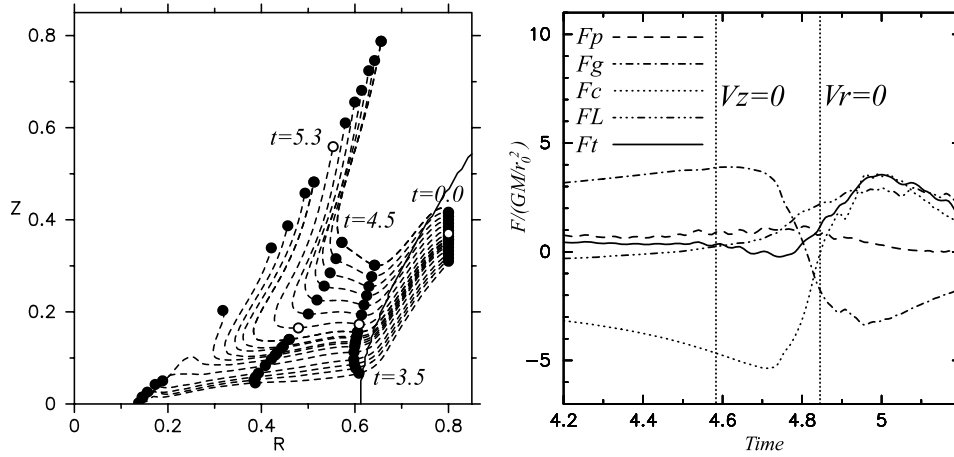 0.8
0.6
Z
0.4
0.2
0
0
0.2
0.4
0.6
0.8
R
t=5.3
t=0.0
t=4.5
t=3.5
10
5
0
-5
F/(GM/r₀²)
4.2
4.4
4.6
4.8
5
Time
Fp
Fg
Fc
FL
Ft
Vz=0
Vr=0